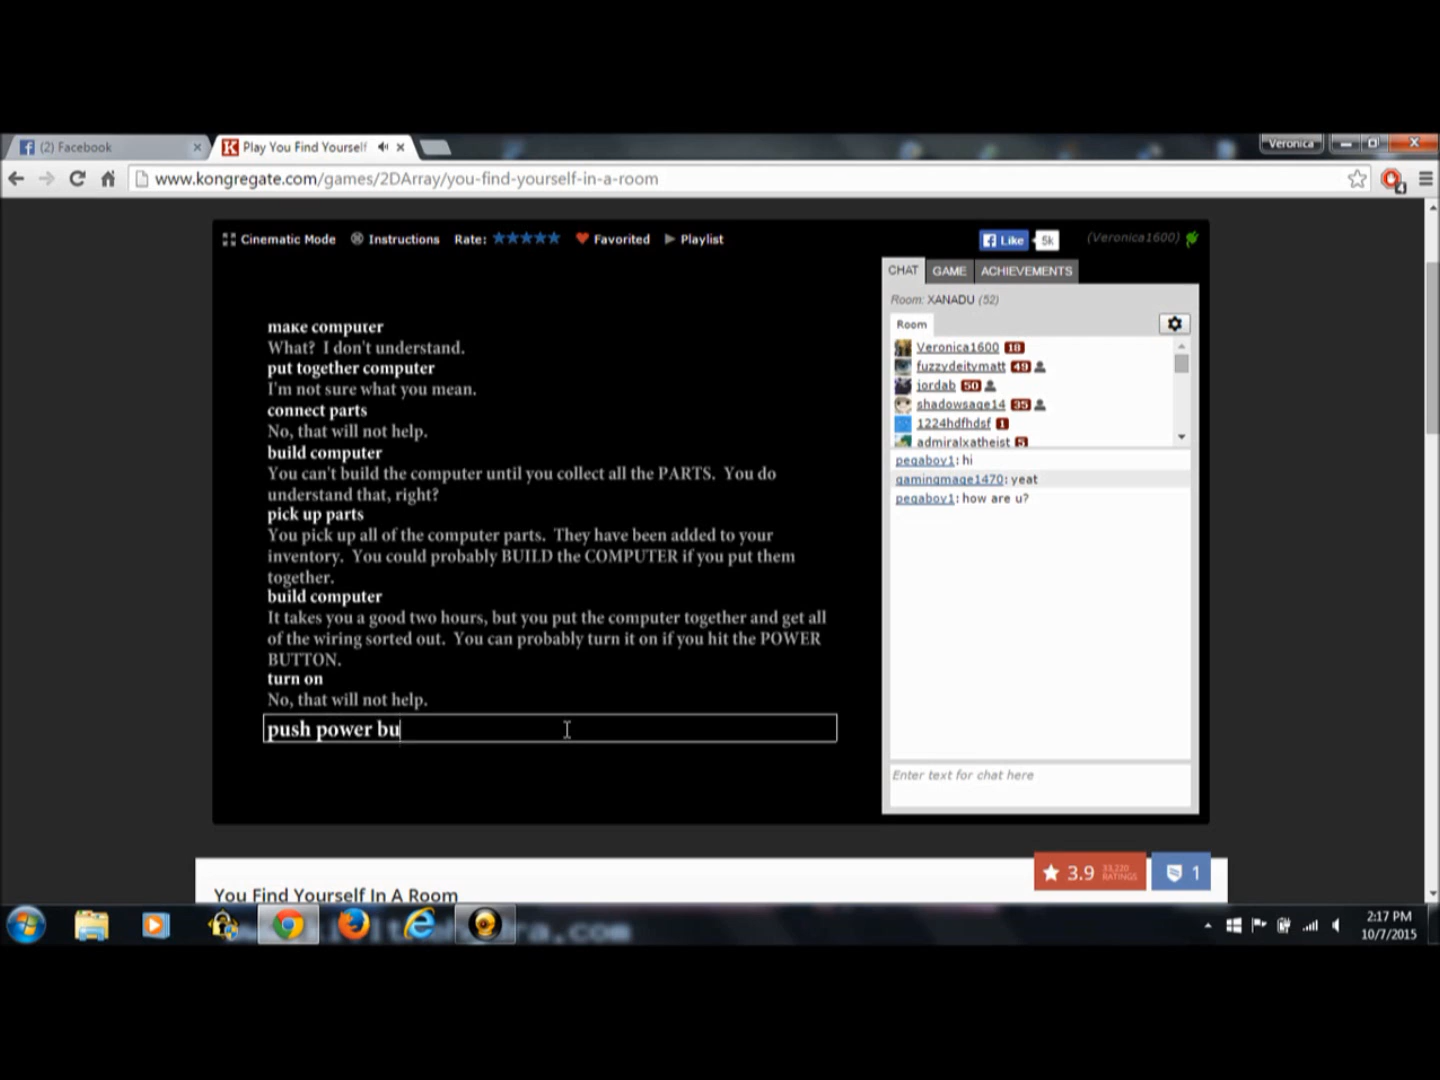 (2) Facebook
Play You Find Yourself
Veronica
www.kongregate.com/games/2DArray/you-find-yourself-in-a-room
4
Cinematic Mode
Instructions
Rate:
Favorited
Playlist
Like
5k
(Veronica1600)
CHAT
GAME
ACHIEVEMENTS
Room: XANADU (52)
Room
Veronica1600 18
fuzzydeitymatt 49
jordab 50
shadowsage14 35
1224hdfhdsf 1
admiralxatheist 5
pegaboy1: hi
gamingmage1470: yeat
pegaboy1: how are u?
Enter text for chat here
make computer
What? I don't understand.
put together computer
I'm not sure what you mean.
connect parts
No, that will not help.
build computer
You can't build the computer until you collect all the PARTS. You do
understand that, right?
pick up parts
You pick up all of the computer parts. They have been added to your
inventory. You could probably BUILD the COMPUTER if you put them
together.
build computer
It takes you a good two hours, but you put the computer together and get all
of the wiring sorted out. You can probably turn it on if you hit the POWER
BUTTON.
turn on
No, that will not help.
push power bu
3.9
RATINGS
1
You Find Yourself In A Room
2:17 PM
10/7/2015